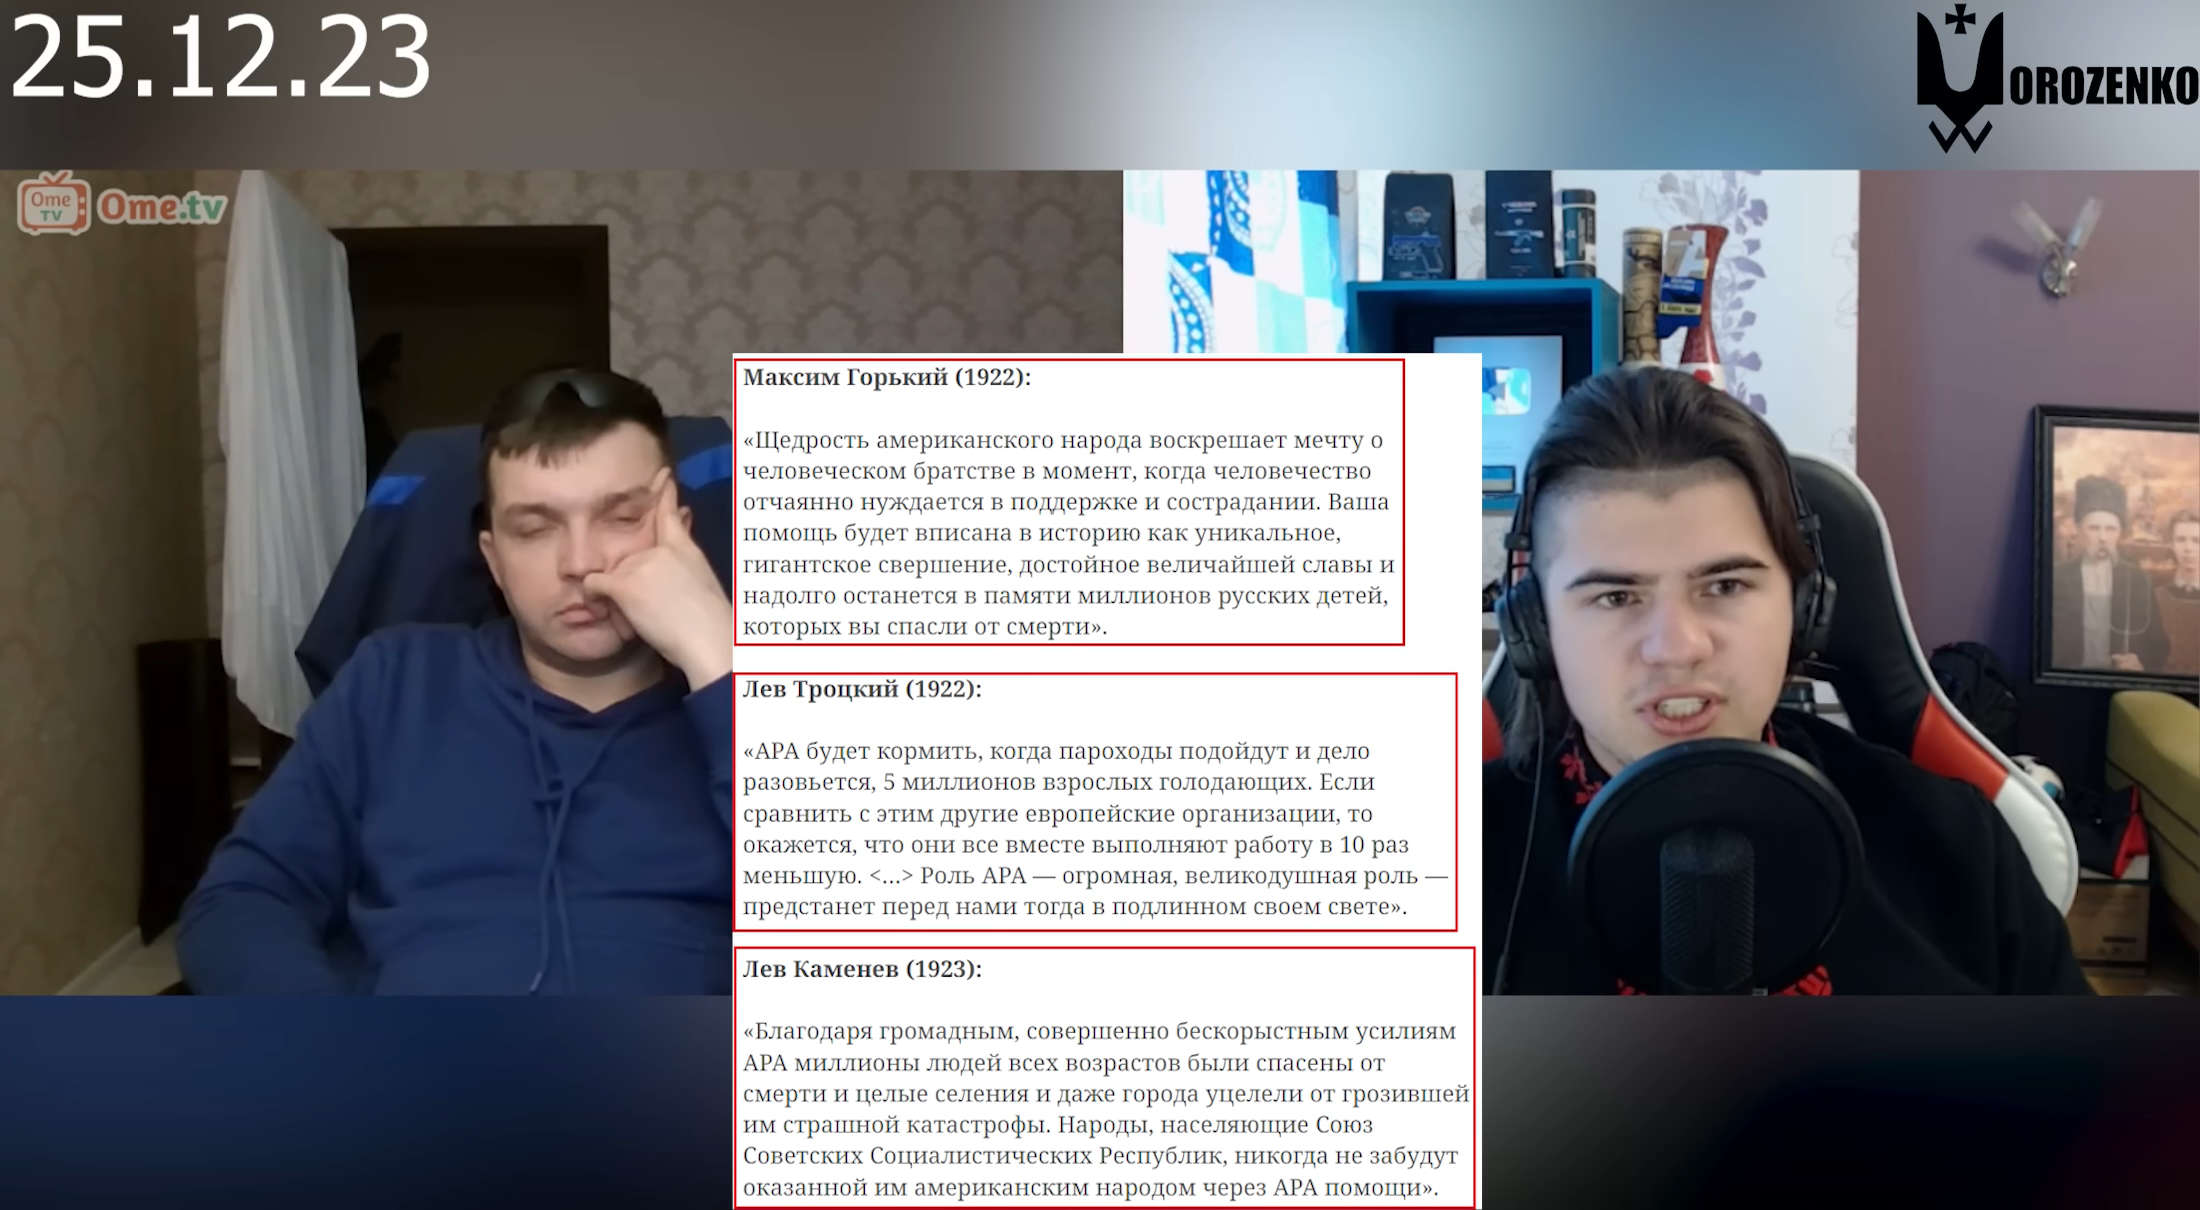 25.12.23
OROZENKO
Ome TV Ome.tv
Максим Горький (1922):
«Щедрость американского народа воскрешает мечту о
человеческом братстве в момент, когда человечество
отчаянно нуждается в поддержке и сострадании. Ваша
помощь будет вписана в историю как уникальное,
гигантское свершение, достойное величайшей славы и
надолго останется в памяти миллионов русских детей,
которых вы спасли от смерти».
Лев Троцкий (1922):
«АРА будет кормить, когда пароходы подойдут и дело
разовьется, 5 миллионов взрослых голодающих. Если
сравнить с этим другие европейские организации, то
окажется, что они все вместе выполняют работу в 10 раз
меньшую. <...> Роль АРА — огромная, великодушная роль —
предстанет перед нами тогда в подлинном своем свете».
Лев Каменев (1923):
«Благодаря громадным, совершенно бескорыстным усилиям
АРА миллионы людей всех возрастов были спасены от
смерти и целые селения и даже города уцелели от грозившей
им страшной катастрофы. Народы, населяющие Союз
Советских Социалистических Республик, никогда не забудут
оказанной им американским народом через АРА помощи».